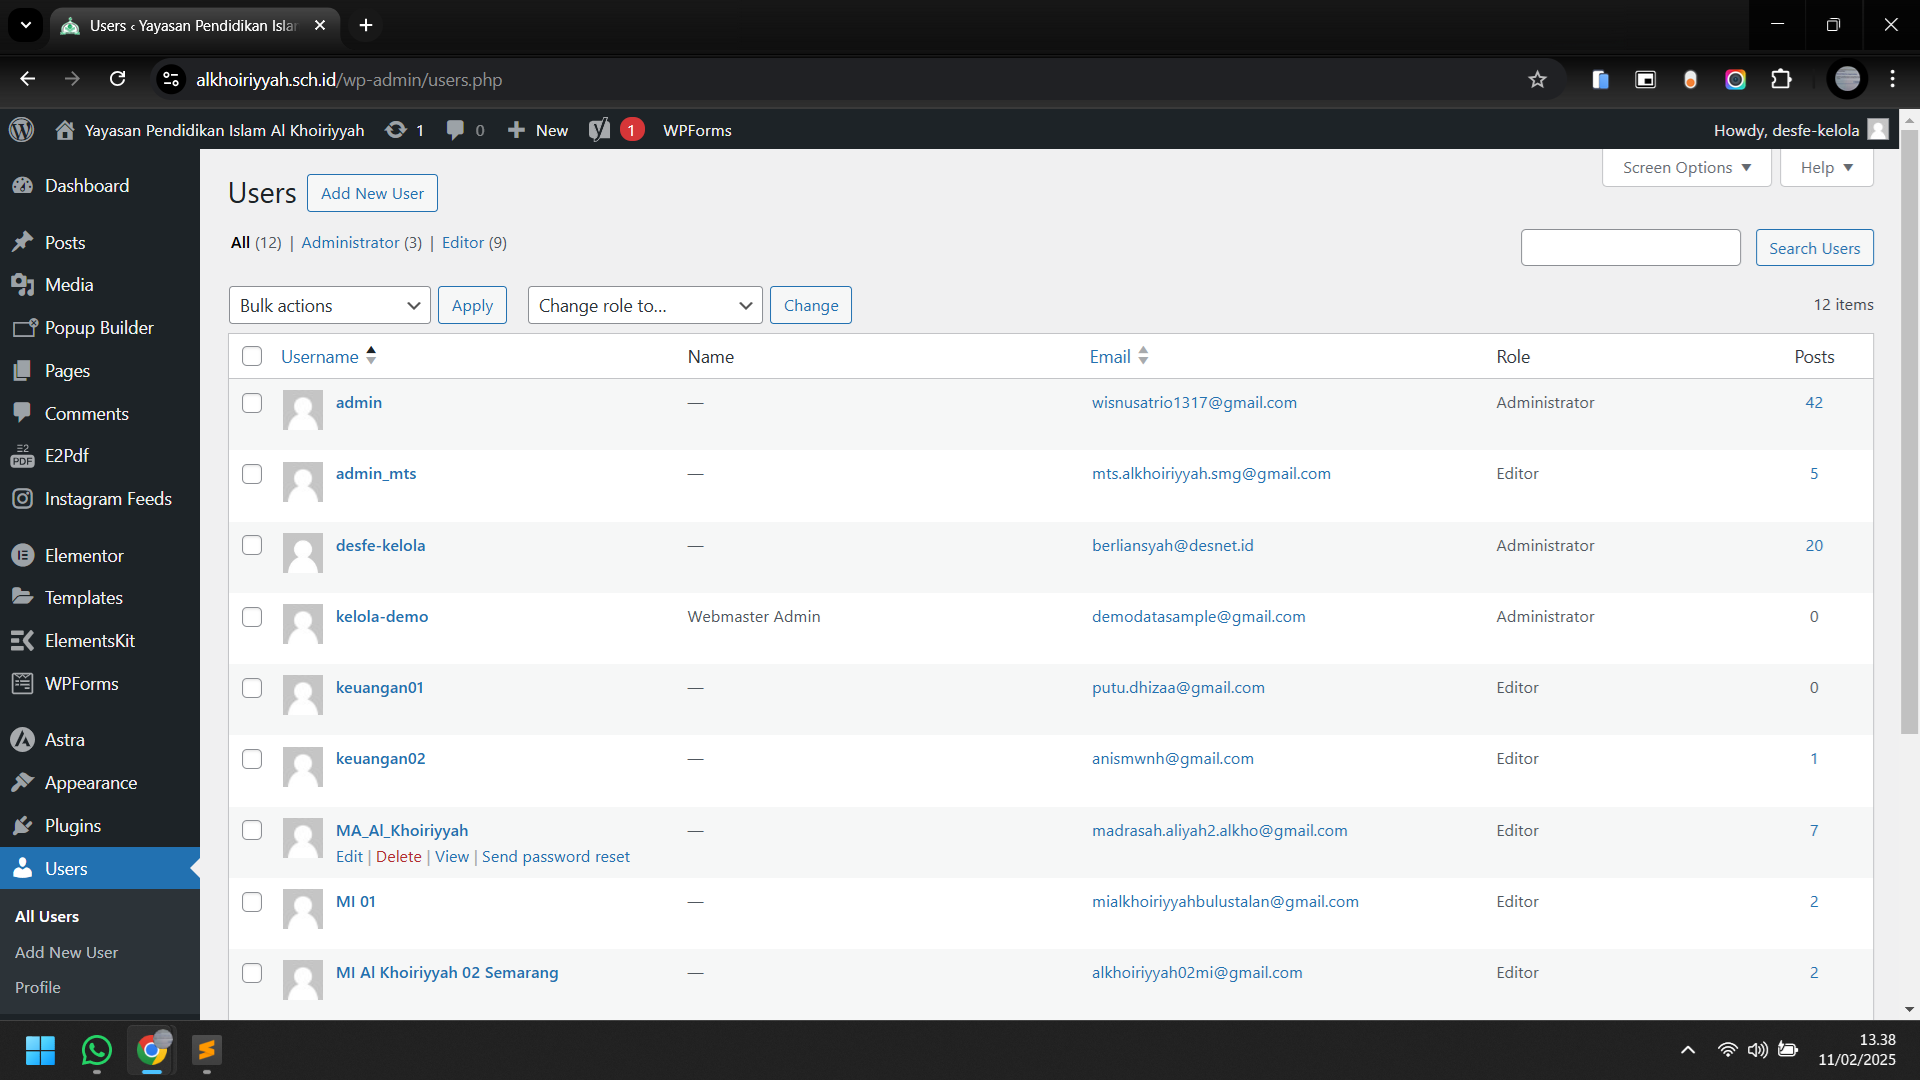 Users ‹ Yayasan Pendidikan Islar
alkhoiriyyah.sch.id/wp-admin/users.php
Yayasan Pendidikan Islam Al Khoiriyyah 1 0 New 1 WPForms Howdy, desfe-kelola
Dashboard
Posts
Media
Popup Builder
Pages
Comments
E2Pdf
Instagram Feeds
Elementor
Templates
ElementsKit
WPForms
Astra
Appearance
Plugins
Users
All Users
Add New User
Profile
Screen Options Help
Users Add New User
All (12) | Administrator (3) | Editor (9)
Search Users
Bulk actions Apply Change role to... Change 12 items
Username Name Email Role Posts
admin — wisnusatrio1317@gmail.com Administrator 42
admin_mts — mts.alkhoiriyyah.smg@gmail.com Editor 5
desfe-kelola — berliansyah@desnet.id Administrator 20
kelola-demo Webmaster Admin demodatasample@gmail.com Administrator 0
keuangan01 — putu.dhizaa@gmail.com Editor 0
keuangan02 — anismwnh@gmail.com Editor 1
MA_Al_Khoiriyyah — madrasah.aliyah2.alkho@gmail.com Editor 7
Edit | Delete | View | Send password reset
MI 01 — mialkhoiriyyahbulustalan@gmail.com Editor 2
MI Al Khoiriyyah 02 Semarang — alkhoiriyyah02mi@gmail.com Editor 2
13.38
11/02/2025